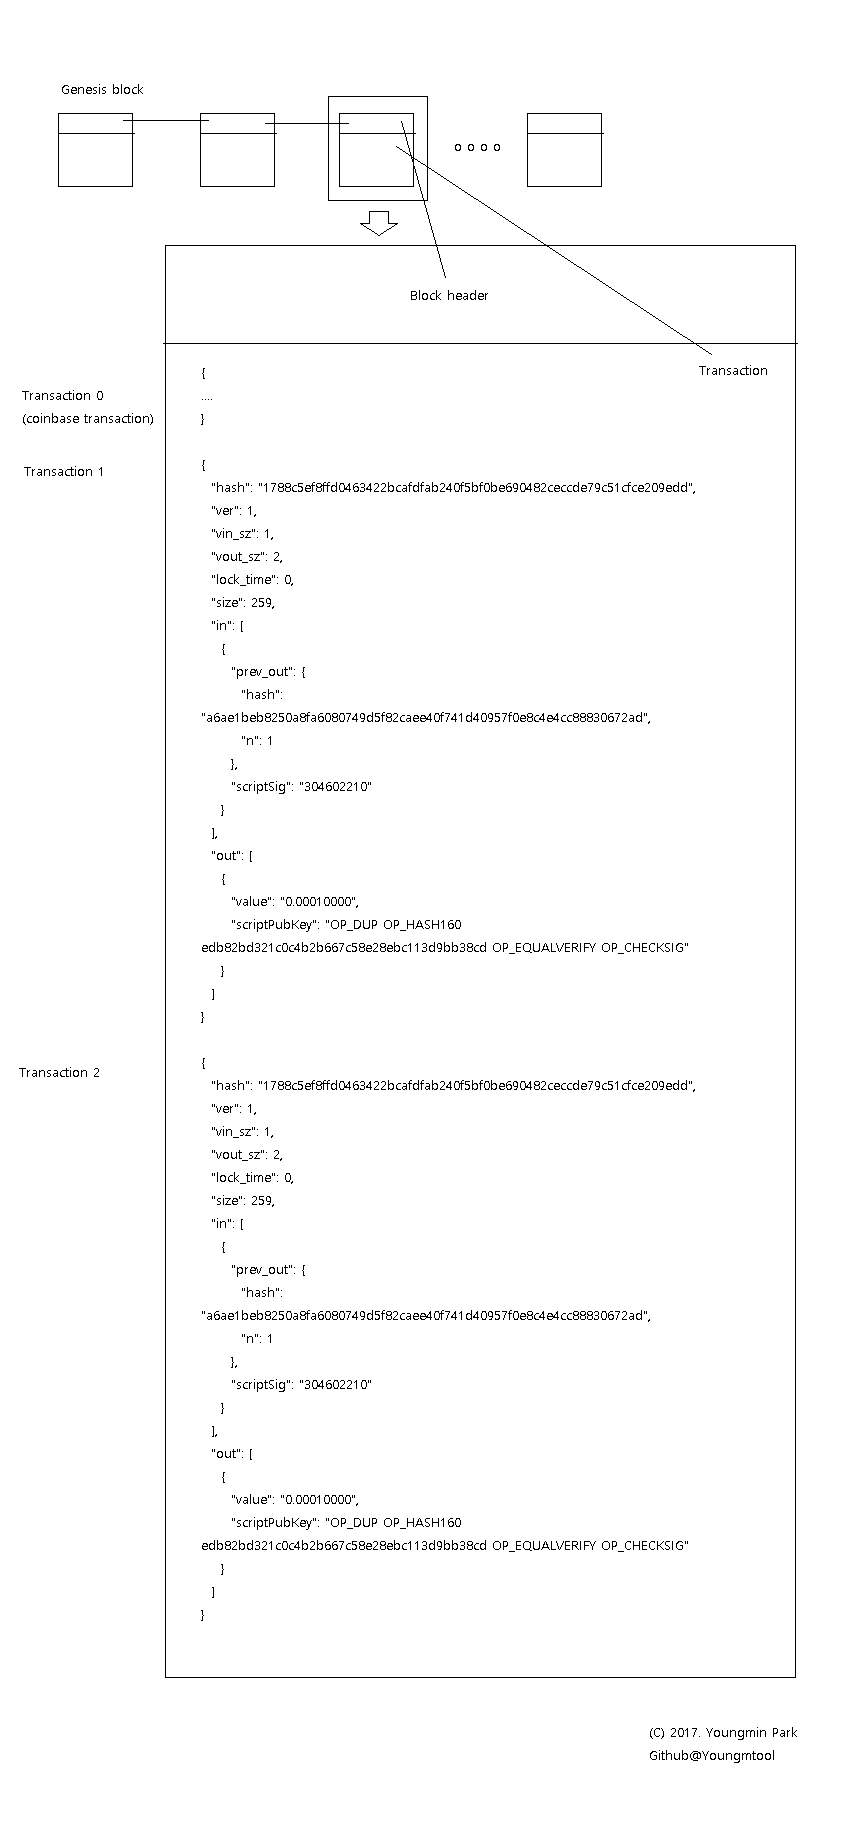 Genesis block
Block header
Transaction
Transaction 0
(coinbase transaction)
{
....
}
Transaction 1
{
"hash": "1788c5ef8ffd0463422bcafdfab240f5bf0be690482ceccde79c51cfce209edd",
"ver": 1,
"vin_sz": 1,
"vout_sz": 2,
"lock_time": 0,
"size": 259,
"in": [
{
"prev_out": {
"hash":
"a6ae1beb8250a8fa6080749d5f82caee40f741d40957f0e8c4e4cc88830672ad",
"n": 1
},
"scriptSig": "304602210"
}
],
"out": [
{
"value": "0.00010000",
"scriptPubKey": "OP_DUP OP_HASH160
edb82bd321c0c4b2b667c58e28ebc113d9bb38cd OP_EQUALVERIFY OP_CHECKSIG"
}
]
}
Transaction 2
{
"hash": "1788c5ef8ffd0463422bcafdfab240f5bf0be690482ceccde79c51cfce209edd",
"ver": 1,
"vin_sz": 1,
"vout_sz": 2,
"lock_time": 0,
"size": 259,
"in": [
{
"prev_out": {
"hash":
"a6ae1beb8250a8fa6080749d5f82caee40f741d40957f0e8c4e4cc88830672ad",
"n": 1
},
"scriptSig": "304602210"
}
],
"out": [
{
"value": "0.00010000",
"scriptPubKey": "OP_DUP OP_HASH160
edb82bd321c0c4b2b667c58e28ebc113d9bb38cd OP_EQUALVERIFY OP_CHECKSIG"
}
]
}
(C) 2017. Youngmin Park
Github@Youngmtool